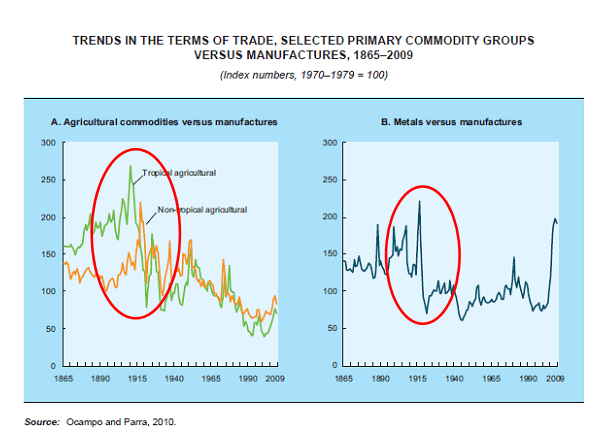 TRENDS IN THE TERMS OF TRADE, SELECTED PRIMARY COMMODITY GROUPS
VERSUS MANUFACTURES, 1865–2009
(Index numbers, 1970–1979 = 100)
A. Agricultural commodities versus manufactures
300
250
200
150
100
50
0
Tropical agricultural
Non-tropical agricultural
1865 1890 1915 1940 1965 1990 2009
B. Metals versus manufactures
300
250
200
150
100
50
0
1865 1890 1915 1940 1965 1990 2009
Source: Ocampo and Parra, 2010.